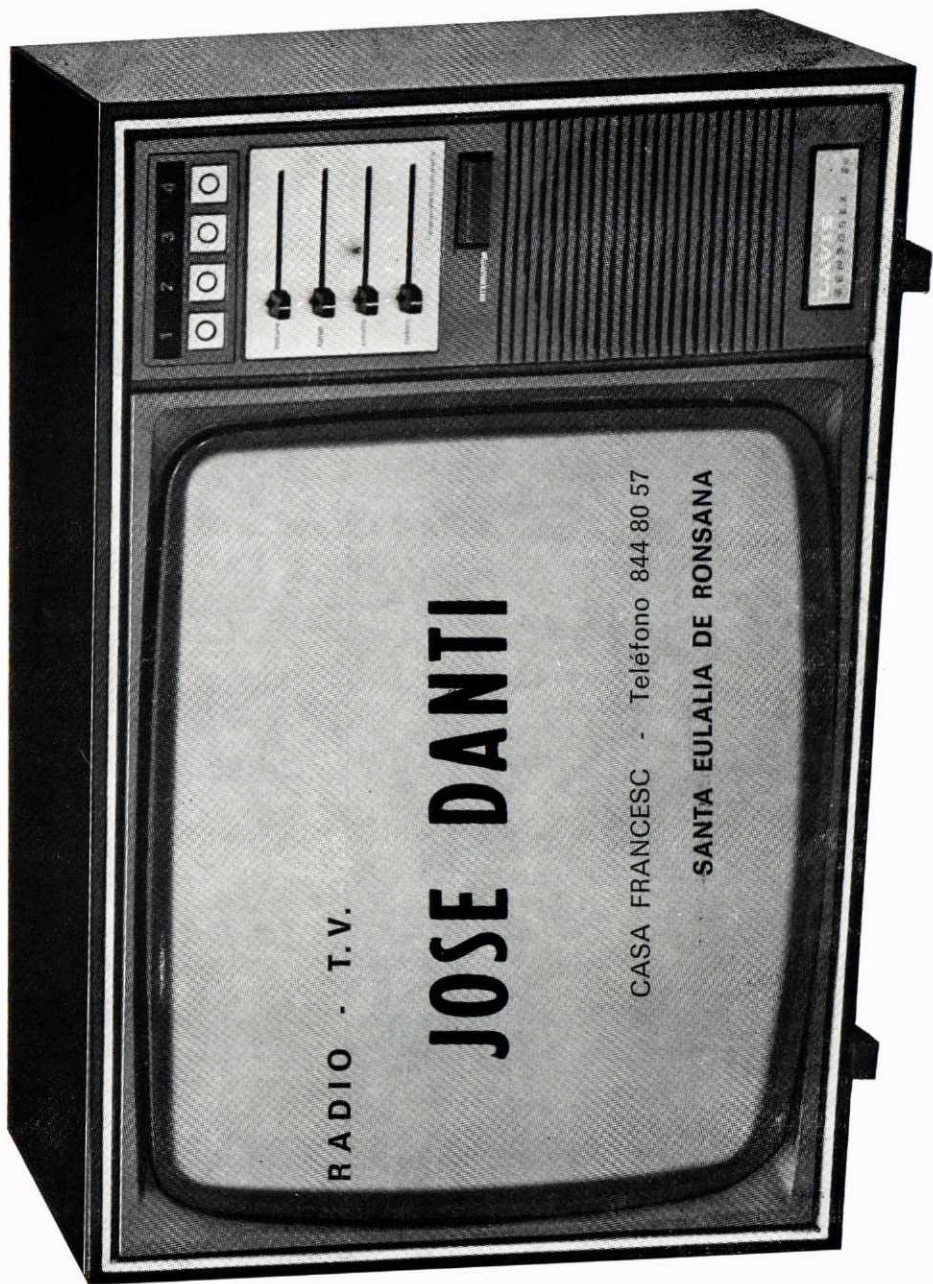 RADIO - T.V.
JOSE DANTI
CASA FRANCESC - Teléfono 844 80 57
SANTA EULALIA DE RONSANA
1 2 3 4